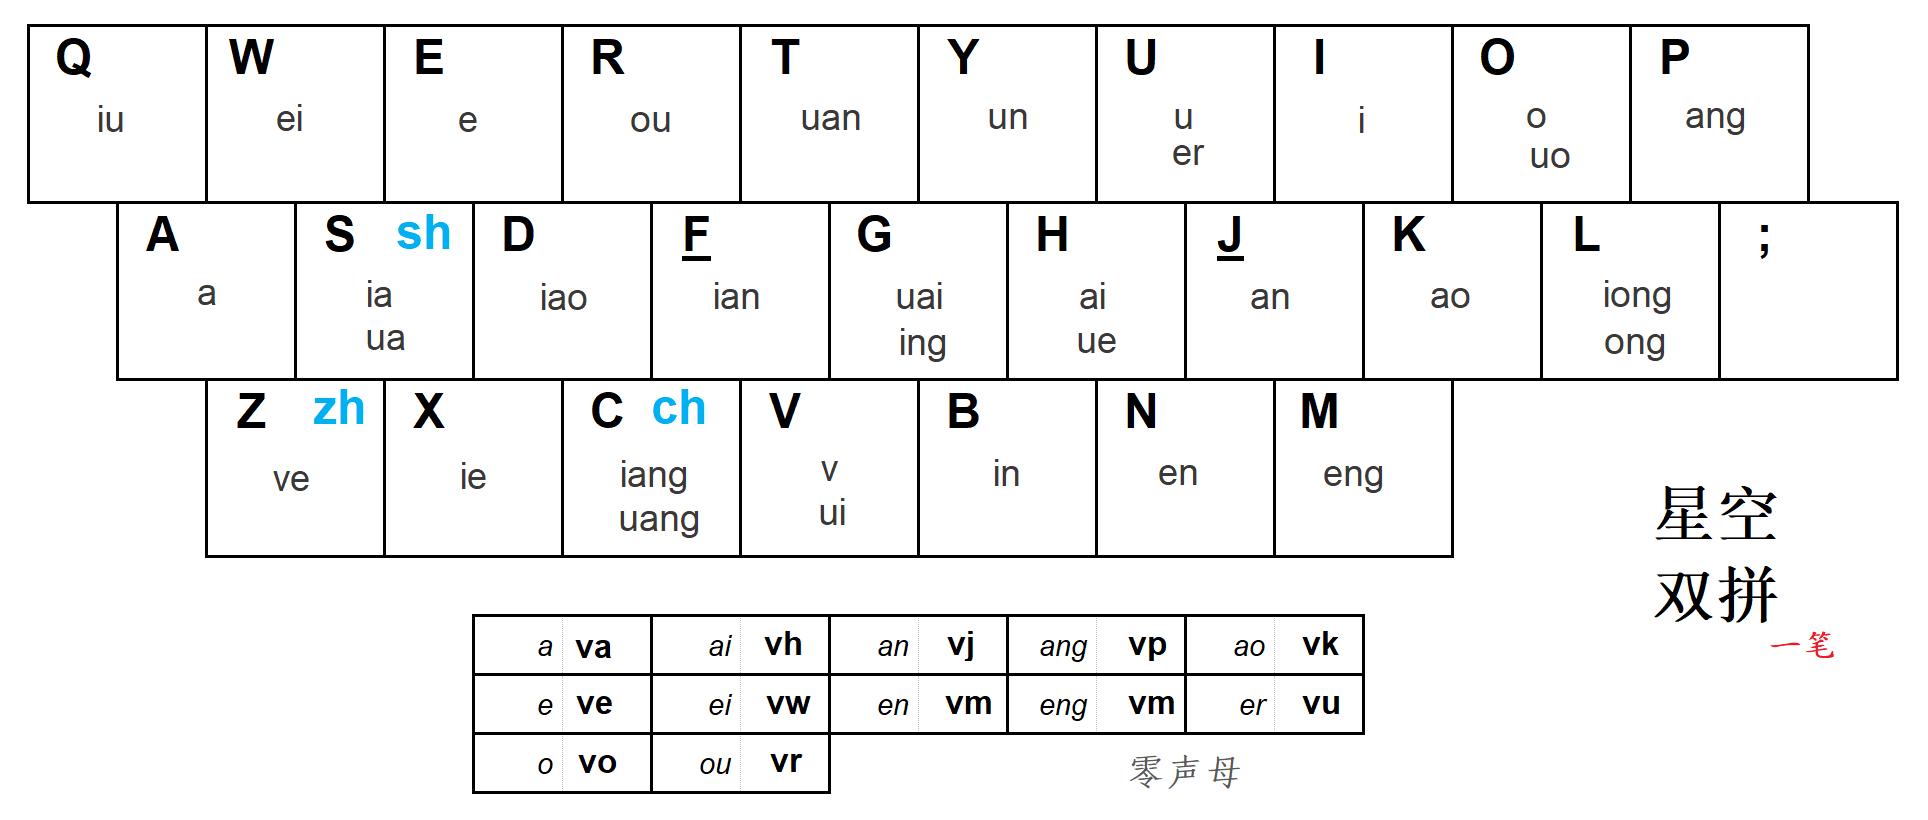 Q W E R T Y U I O P
iu ei e ou uan un u i o ang
er uo
A S sh D F G H J K L ;
a ia iao ian uai ai an ao iong
ua ing ue ong
Z zh X C ch V B N M
ve ie iang v in en eng
uang ui
星空
双拼
一笔
a va ai vh an vj ang vp ao vk
e ve ei vw en vm eng vm er vu
o vo ou vr
零声母